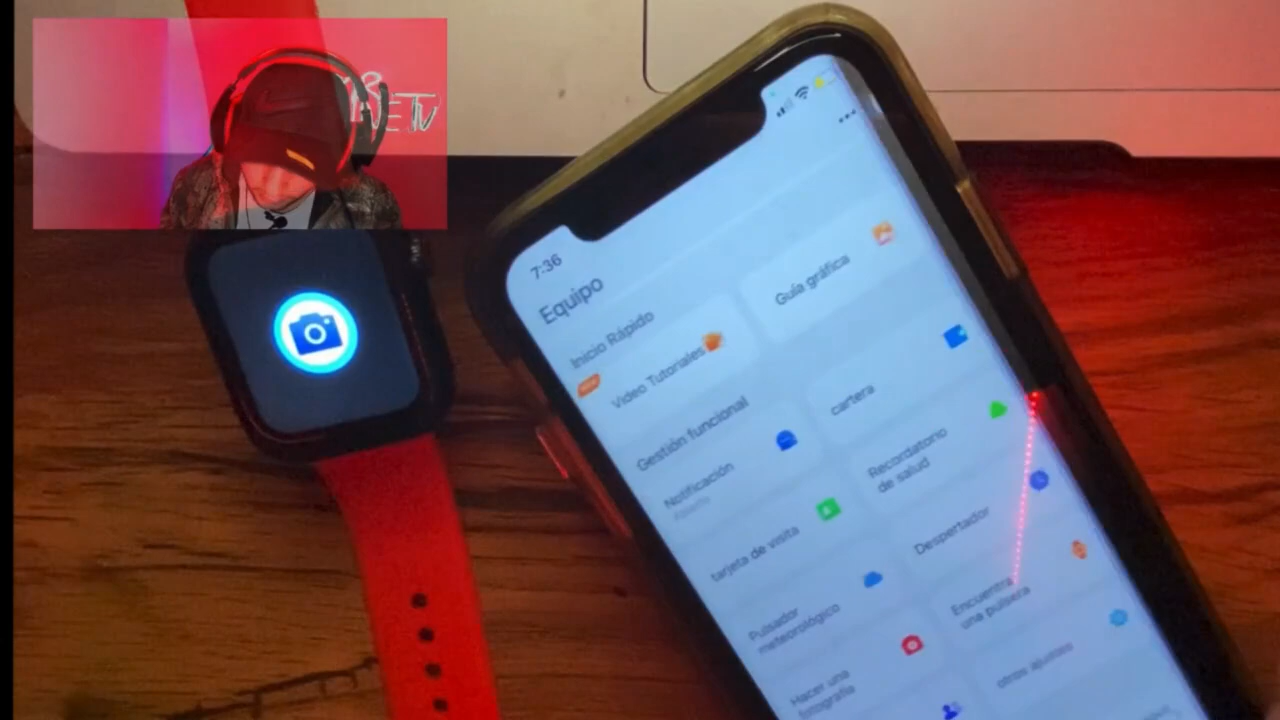 7:36
Equipo
Inicio Rápido
Video Tutoriales
Guía gráfica
Gestión funcional
Notificación
cartera
tarjeta de visita
Recordatorio
de salud
Pulsador
meteorológico
Despertador
Hacer una
fotografía
Encuentra
una pulsera
otros ajustes